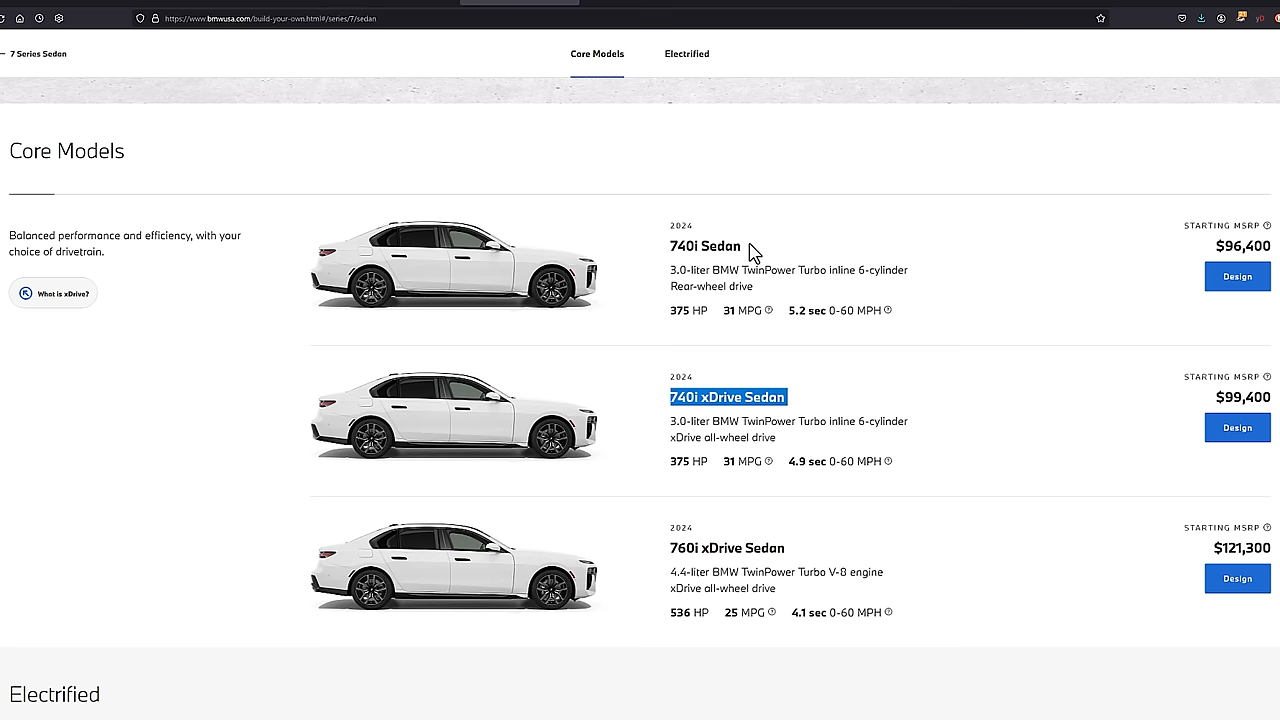 https://www.bmwusa.com/build-your-own.html#/series/7/sedan
7 Series Sedan
Core Models
Electrified
Core Models
Balanced performance and efficiency, with your
choice of drivetrain.
What is xDrive?
2024
740i Sedan
3.0-liter BMW TwinPower Turbo inline 6-cylinder
Rear-wheel drive
375 HP 31 MPG 5.2 sec 0-60 MPH
STARTING MSRP
$96,400
Design
2024
740i xDrive Sedan
3.0-liter BMW TwinPower Turbo inline 6-cylinder
xDrive all-wheel drive
375 HP 31 MPG 4.9 sec 0-60 MPH
STARTING MSRP
$99,400
Design
2024
760i xDrive Sedan
4.4-liter BMW TwinPower Turbo V-8 engine
xDrive all-wheel drive
536 HP 25 MPG 4.1 sec 0-60 MPH
STARTING MSRP
$121,300
Design
Electrified